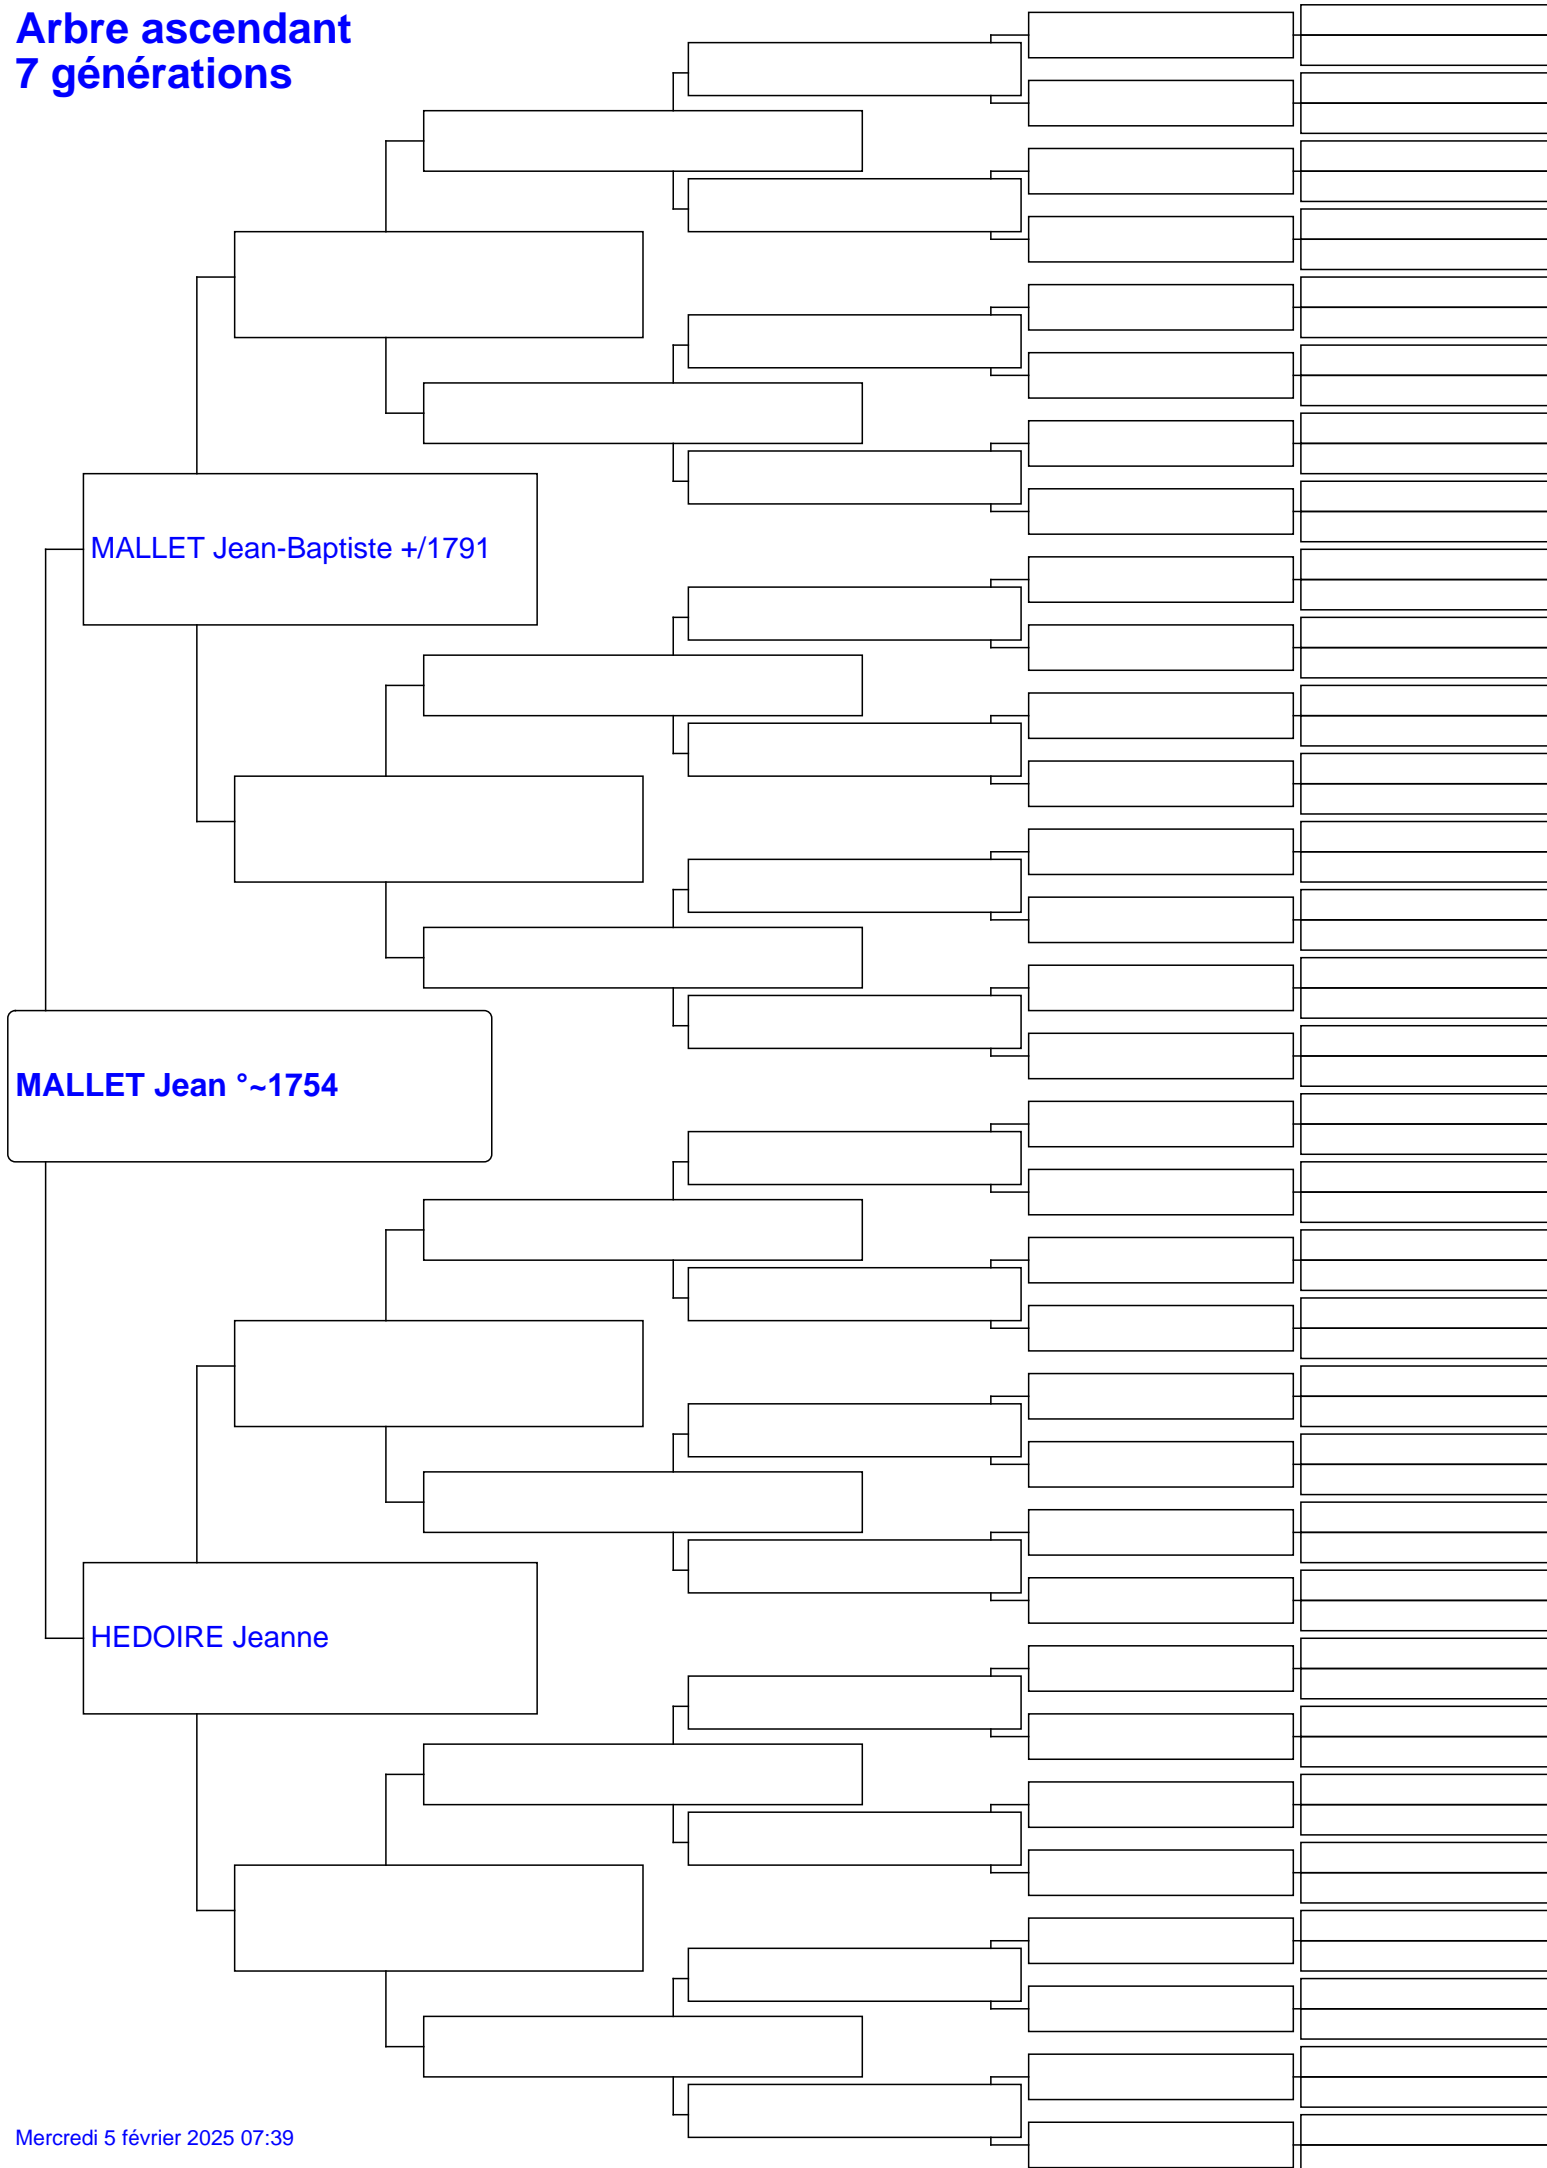 Arbre ascendant
7 générations
MALLET Jean-Baptiste +/1791
MALLET Jean °~1754
HEDOIRE Jeanne
Mercredi 5 février 2025 07:39